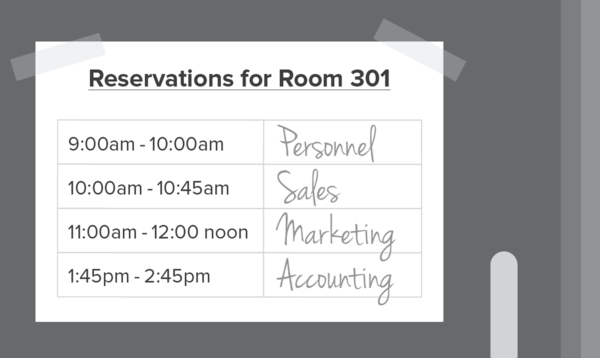 Reservations for Room 301
9:00am - 10:00am Personnel
10:00am - 10:45am Sales
11:00am - 12:00 noon Marketing
1:45pm - 2:45pm Accounting